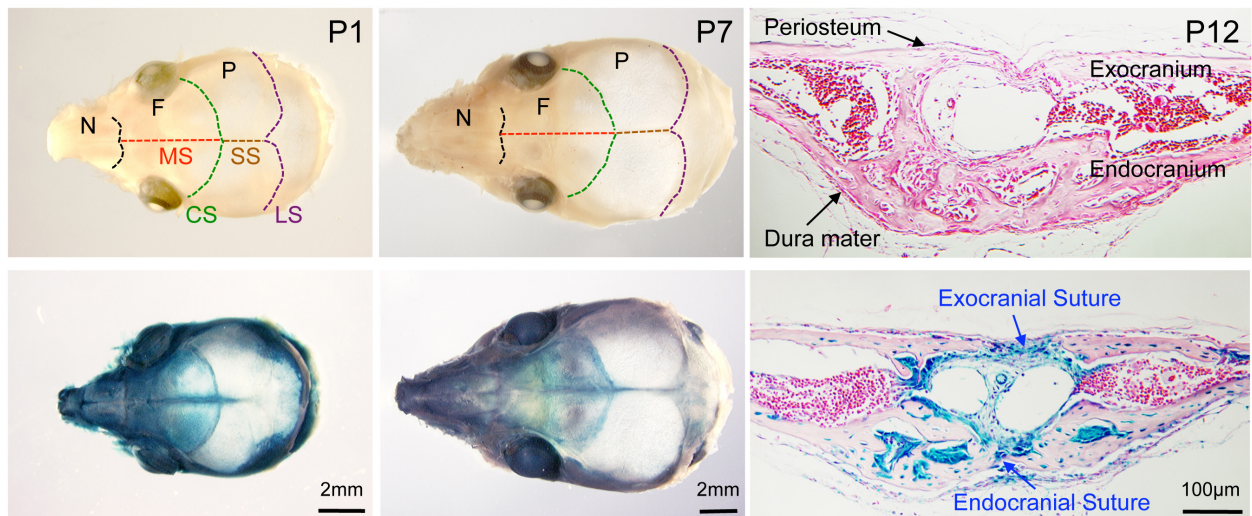 P1
P
F
N
MS
SS
CS
LS
P7
P
F
N
P12
Periosteum
Exocranium
Endocranium
Dura mater
2mm
2mm
Exocranial Suture
Endocranial Suture
100µm